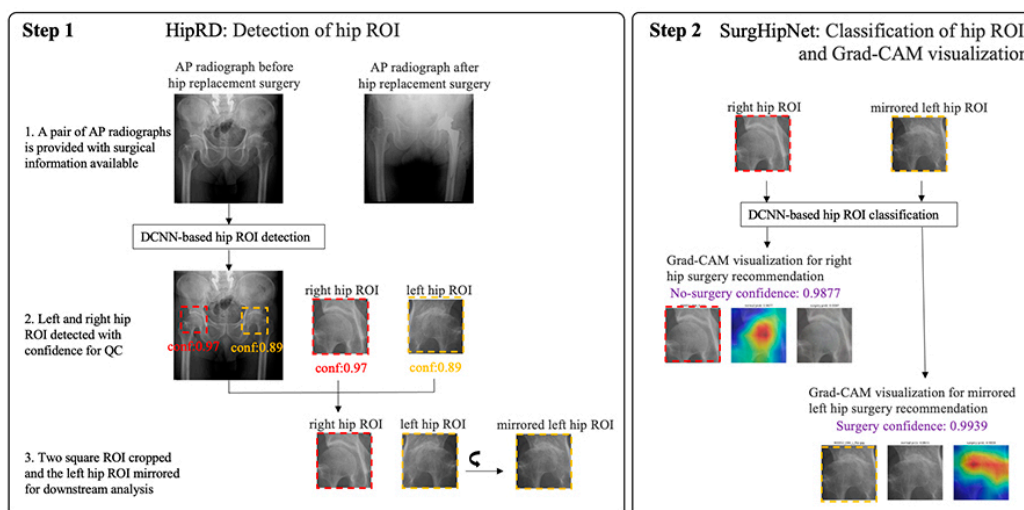 Step 1
HipRD: Detection of hip ROI
AP radiograph before
hip replacement surgery
AP radiograph after
hip replacement surgery
1. A pair of AP radiographs
is provided with surgical
information available
DCNN-based hip ROI detection
2. Left and right hip
ROI detected with
confidence for QC
conf:0.97
conf:0.89
right hip ROI
left hip ROI
conf:0.97
conf:0.89
right hip ROI
left hip ROI
mirrored left hip ROI
3. Two square ROI cropped
and the left hip ROI mirrored
for downstream analysis
Step 2
SurgHipNet: Classification of hip ROI
and Grad-CAM visualization
right hip ROI
mirrored left hip ROI
DCNN-based hip ROI classification
Grad-CAM visualization for right
hip surgery recommendation
No-surgery confidence: 0.9877
Grad-CAM visualization for mirrored
left hip surgery recommendation
Surgery confidence: 0.9939